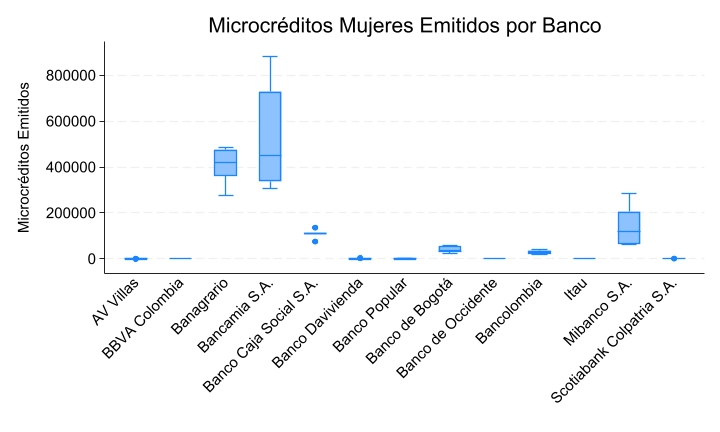 Microcréditos Mujeres Emitidos por Banco
Microcréditos Emitidos
800000
600000
400000
200000
0
AV Villas
BBVA Colombia
Banagrario
Bancamia S.A.
Banco Caja Social S.A.
Banco Davivienda
Banco Popular
Banco de Bogotá
Banco de Occidente
Bancolombia
Itau
Mibanco S.A.
Scotiabank Colpatria S.A.